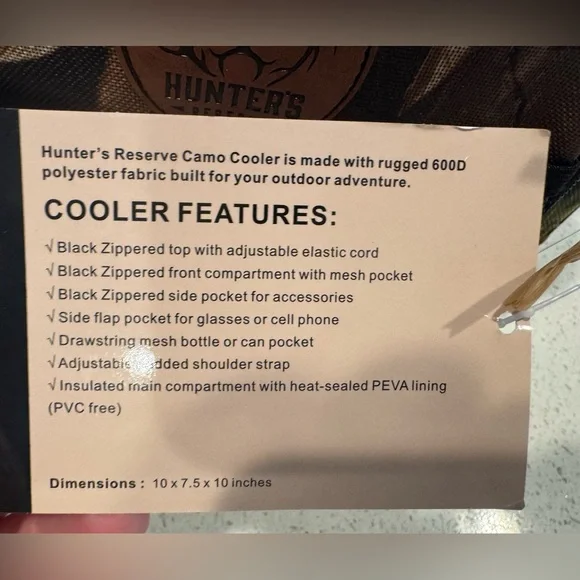 HUNTER'S
Hunter's Reserve Camo Cooler is made with rugged 600D
polyester fabric built for your outdoor adventure.
COOLER FEATURES:
√ Black Zippered top with adjustable elastic cord
√ Black Zippered front compartment with mesh pocket
√ Black Zippered side pocket for accessories
√ Side flap pocket for glasses or cell phone
√ Drawstring mesh bottle or can pocket
√ Adjustable shoulder strap
√ Insulated main compartment with heat-sealed PEVA lining
(PVC free)
Dimensions : 10 x 7.5 x 10 inches